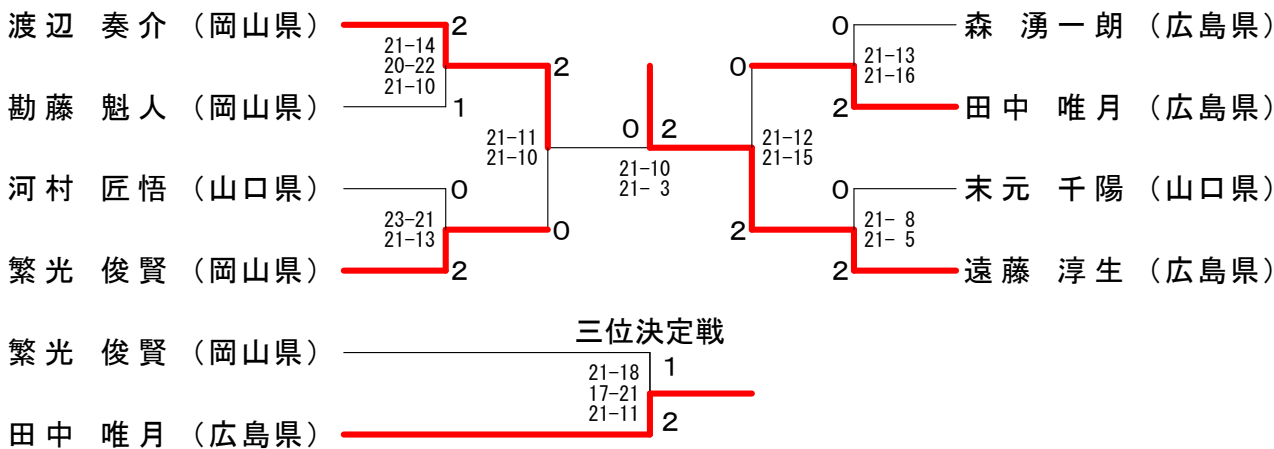 渡辺 奏介 (岡山県)
2
21-14
20-22
21-10
勘藤 魁人 (岡山県)
1
2
21-11
21-10
河村 匠悟 (山口県)
0
23-21
21-13
繁光 俊賢 (岡山県)
2
0
0 2
21-10
21- 3
0 森 湧一朗 (広島県)
21-13
21-16
2 田中 唯月 (広島県)
0
21-12
21-15
0 末元 千陽 (山口県)
21- 8
21- 5
2 遠藤 淳生 (広島県)
2
三位決定戦
繁光 俊賢 (岡山県)
1
21-18
17-21
21-11
田中 唯月 (広島県)
2